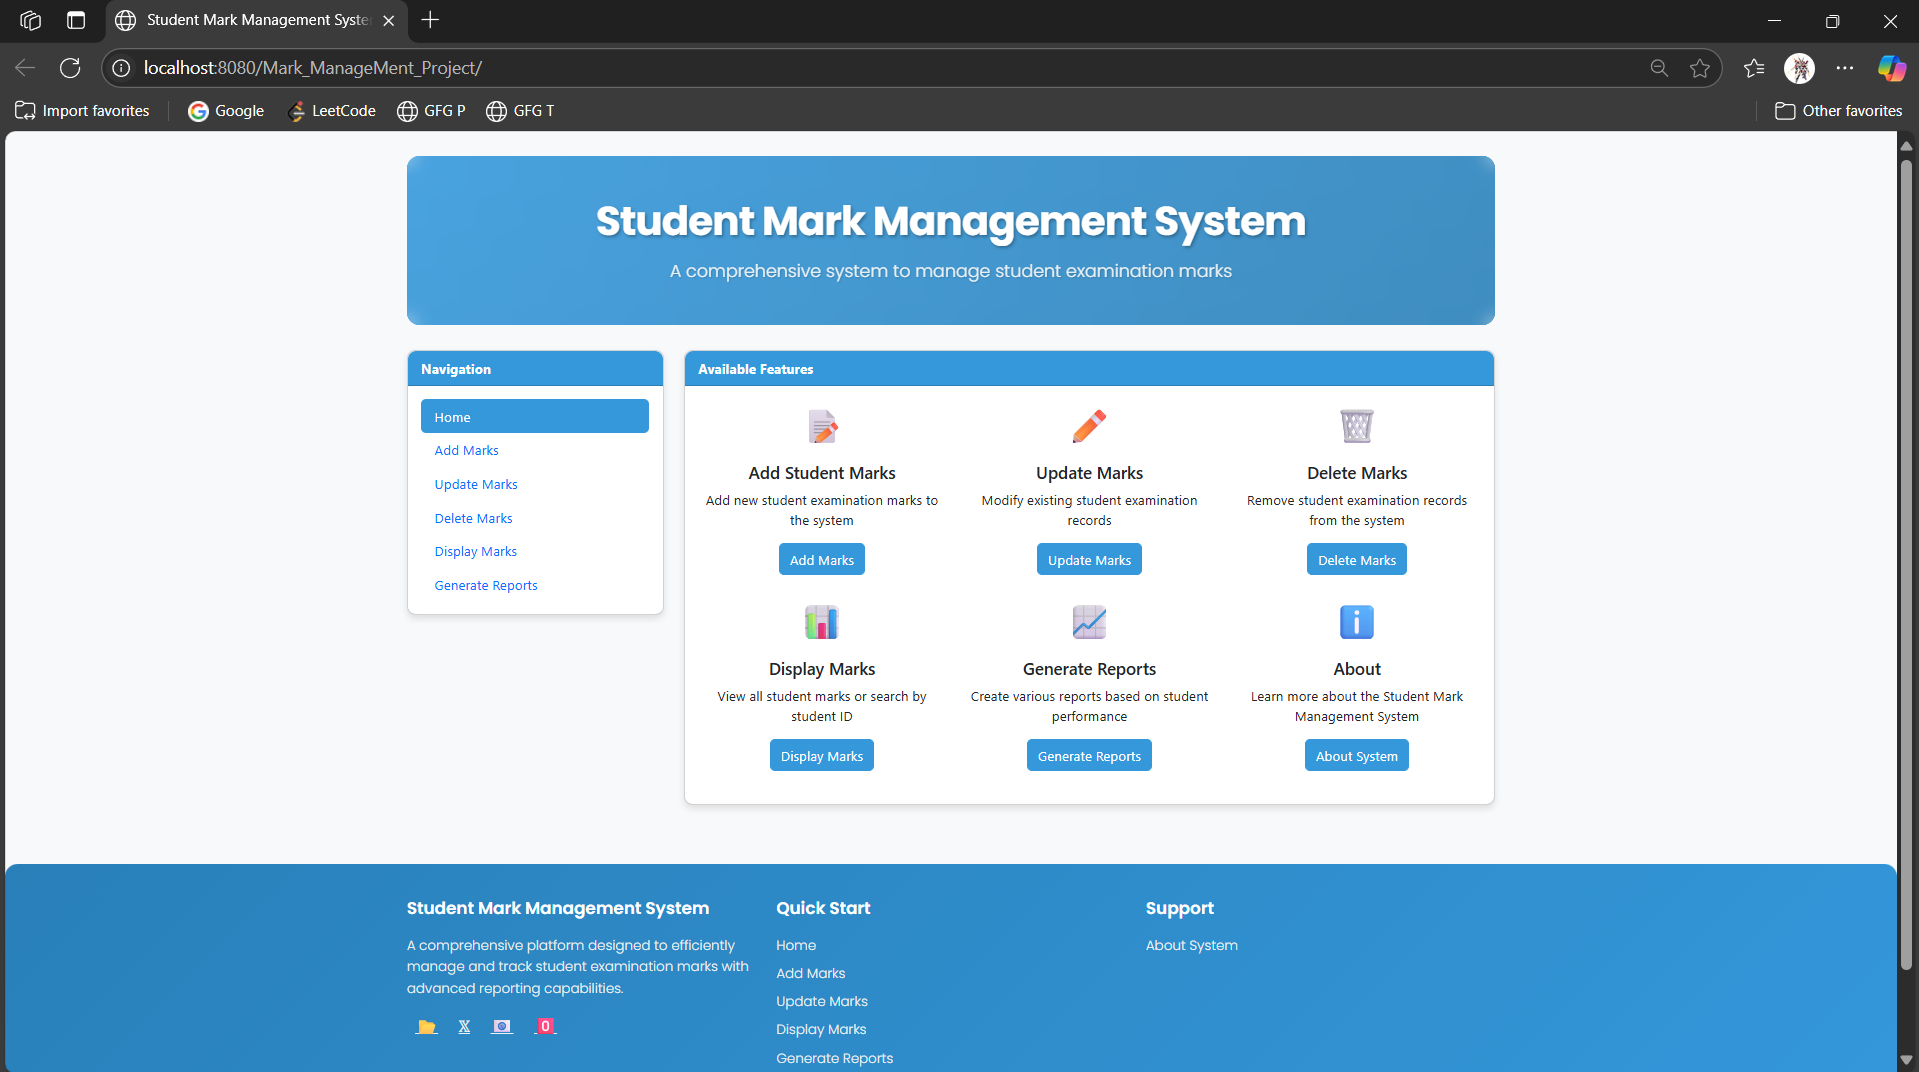 Student Mark Management Syste
localhost:8080/Mark_ManageMent_Project/
Import favorites
Google
LeetCode
GFG P
GFG T
Other favorites
Student Mark Management System
A comprehensive system to manage student examination marks
Navigation
Home
Add Marks
Update Marks
Delete Marks
Display Marks
Generate Reports
Available Features
Add Student Marks
Add new student examination marks to
the system
Add Marks
Update Marks
Modify existing student examination
records
Update Marks
Delete Marks
Remove student examination records
from the system
Delete Marks
Display Marks
View all student marks or search by
student ID
Display Marks
Generate Reports
Create various reports based on student
performance
Generate Reports
About
Learn more about the Student Mark
Management System
About System
Student Mark Management System
A comprehensive platform designed to efficiently
manage and track student examination marks with
advanced reporting capabilities.
𝕏
0
Quick Start
Home
Add Marks
Update Marks
Display Marks
Generate Reports
Support
About System